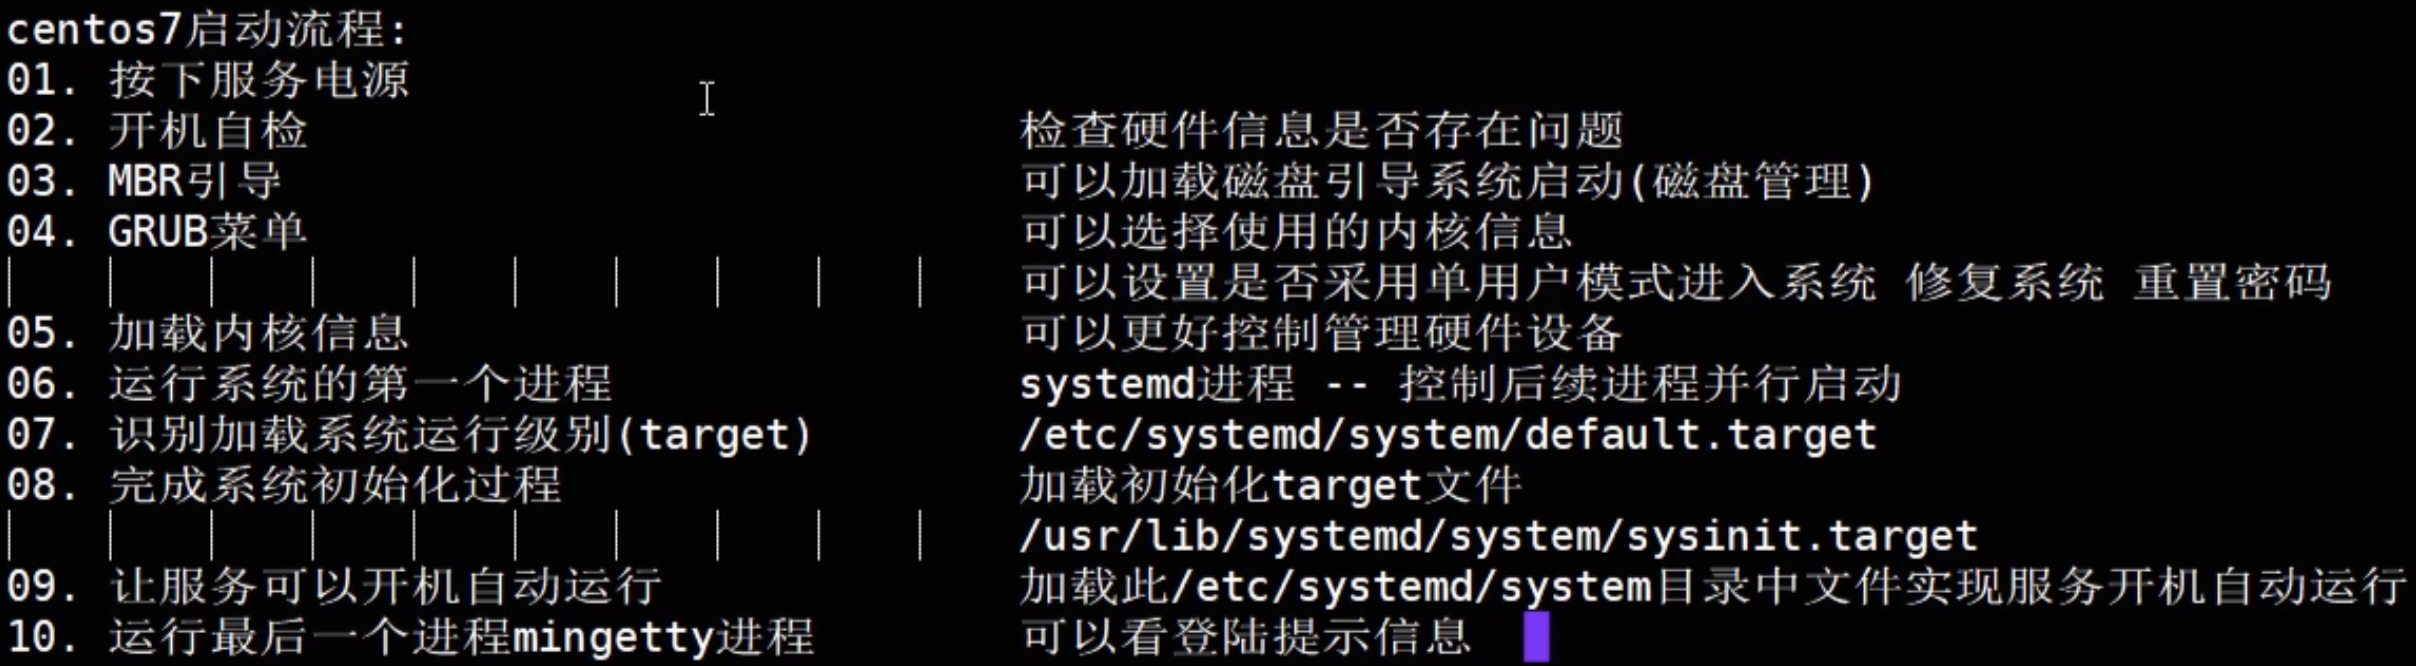 centos7启动流程:
01. 按下服务电源
02. 开机自检 检查硬件信息是否存在问题
03. MBR引导 可以加载磁盘引导系统启动(磁盘管理)
04. GRUB菜单 可以选择使用的内核信息
可以设置是否采用单用户模式进入系统 修复系统 重置密码
05. 加载内核信息 可以更好控制管理硬件设备
06. 运行系统的第一个进程 systemd进程 -- 控制后续进程并行启动
07. 识别加载系统运行级别(target) /etc/systemd/system/default.target
08. 完成系统初始化过程 加载初始化target文件
/usr/lib/systemd/system/sysinit.target
09. 让服务可以开机自动运行 加载此/etc/systemd/system目录中文件实现服务开机自动运行
10. 运行最后一个进程mingetty进程 可以看登陆提示信息